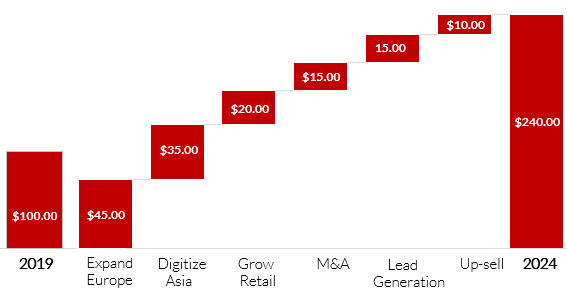 $10.00
15.00
$15.00
$20.00
$35.00
$240.00
$100.00
$45.00
2019
Expand
Europe
Digitize
Asia
Grow
Retail
M&A
Lead
Generation
Up-sell
2024